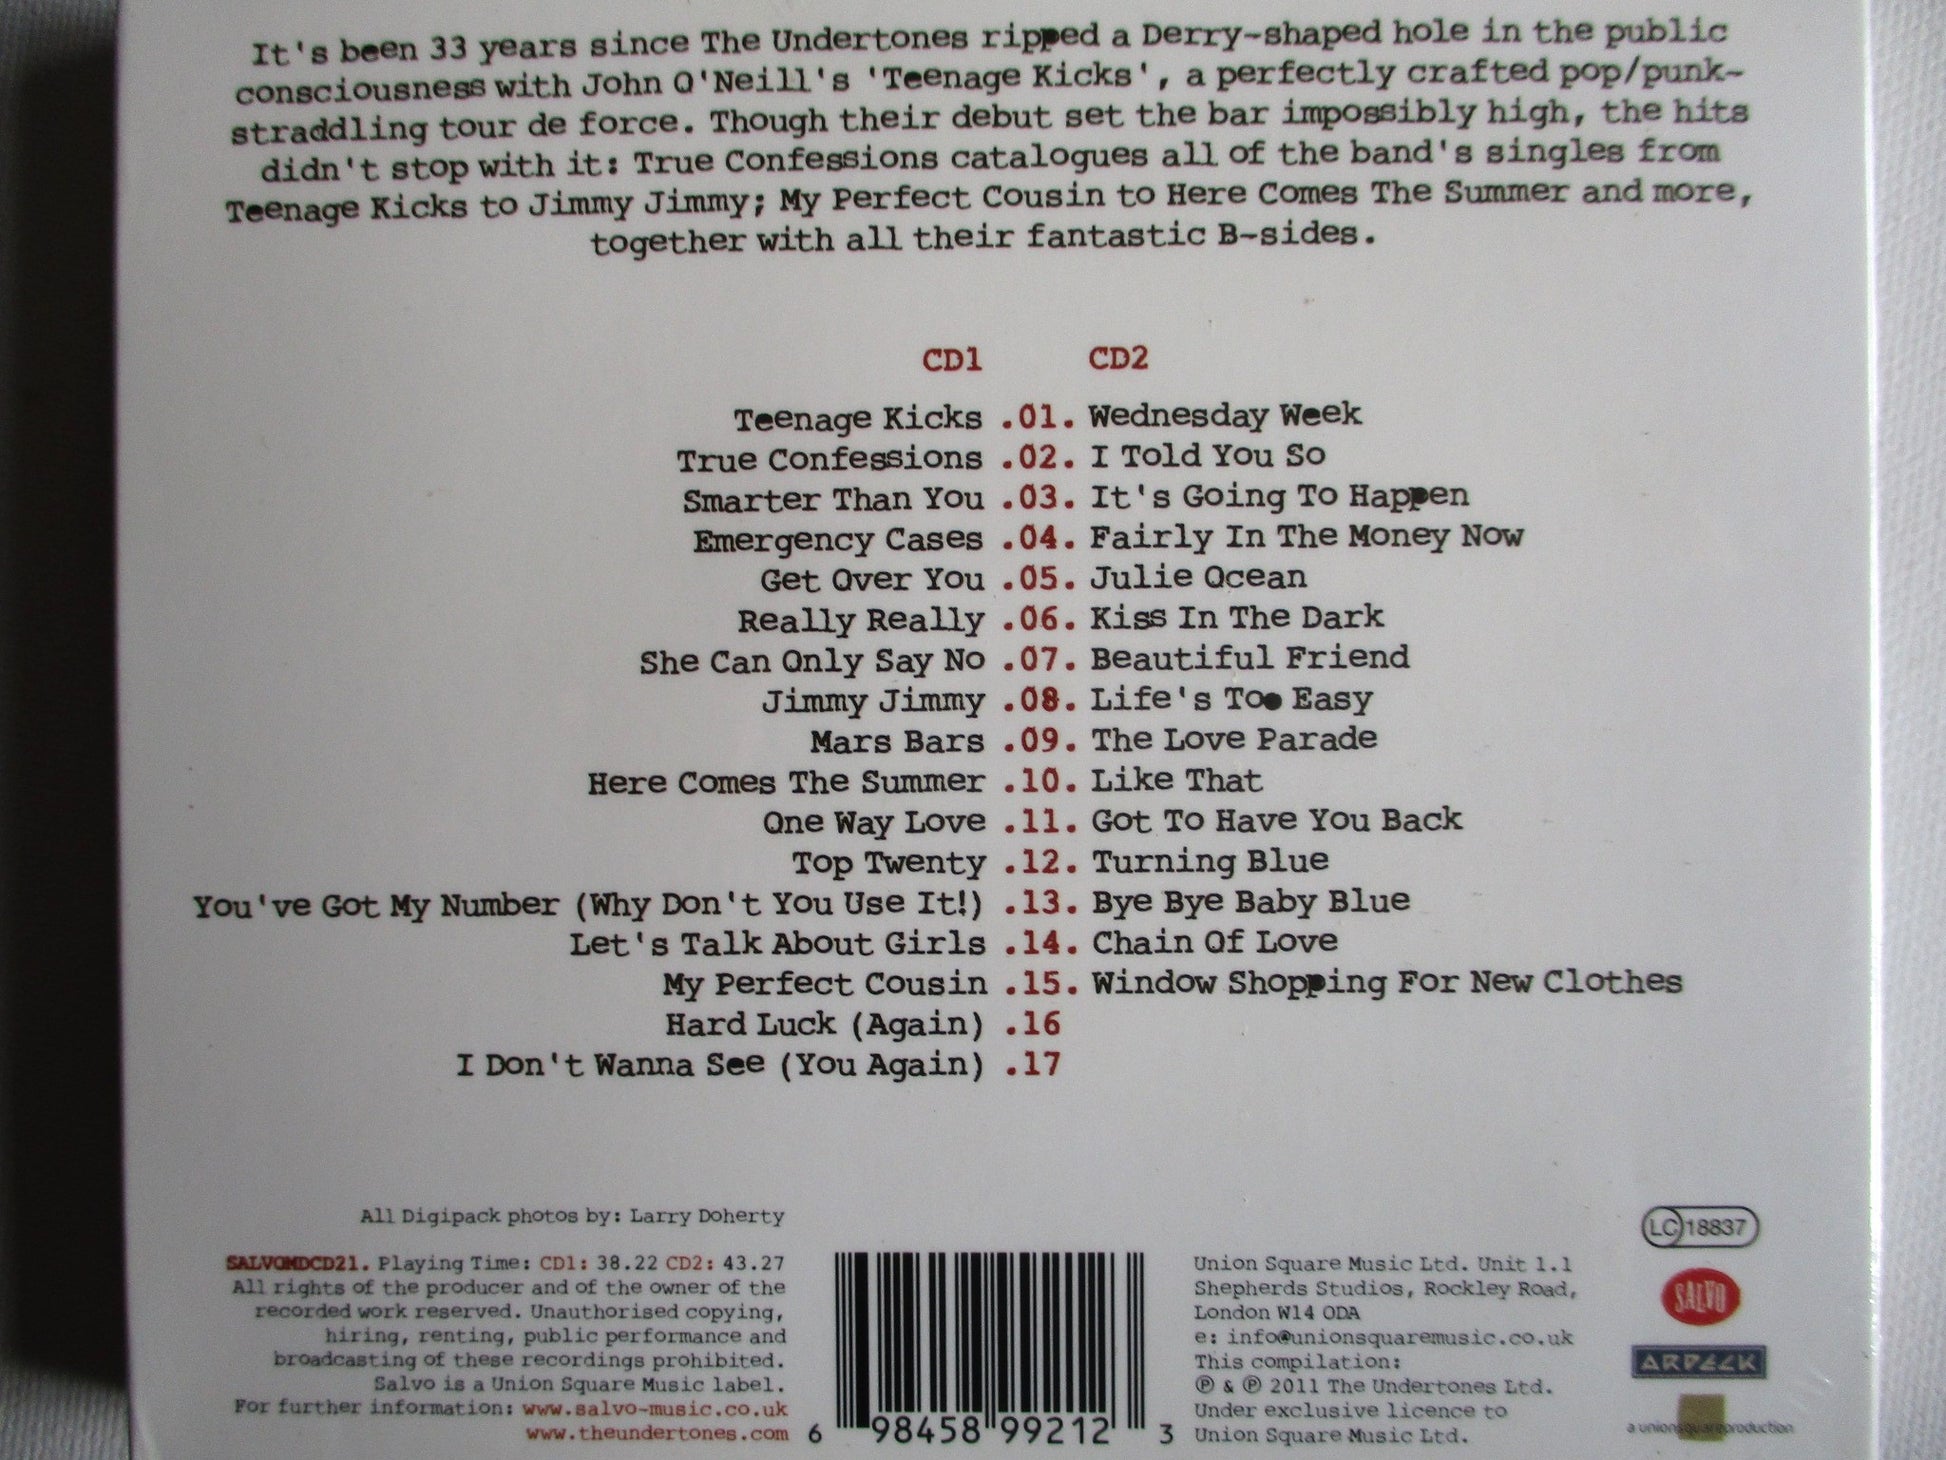 It's been 33 years since The Undertones ripped a Derry-shaped hole in the public
consciousness with John O'Neill's 'Teenage Kicks', a perfectly crafted pop/punk-
straddling tour de force. Though their debut set the bar impossibly high, the hits
didn't stop with it: True Confessions catalogues all of the band's singles from
Teenage Kicks to Jimmy Jimmy; My Perfect Cousin to Here Comes The Summer and more,
together with all their fantastic B-sides.
CD1 CD2
Teenage Kicks .01. Wednesday Week
True Confessions .02. I Told You So
Smarter Than You .03. It's Going To Happen
Emergency Cases .04. Fairly In The Money Now
Get Over You .05. Julie Ocean
Really Really .06. Kiss In The Dark
She Can Only Say No .07. Beautiful Friend
Jimmy Jimmy .08. Life's Too Easy
Mars Bars .09. The Love Parade
Here Comes The Summer .10. Like That
One Way Love .11. Got To Have You Back
Top Twenty .12. Turning Blue
You've Got My Number (Why Don't You Use It!) .13. Bye Bye Baby Blue
Let's Talk About Girls .14. Chain Of Love
My Perfect Cousin .15. Window Shopping For New Clothes
Hard Luck (Again) .16
I Don't Wanna See (You Again) .17
All Digipack photos by: Larry Doherty
SALVOMDCD21. Playing Time: CD1: 38.22 CD2: 43.27
All rights of the producer and of the owner of the
recorded work reserved. Unauthorised copying,
hiring, renting, public performance and
broadcasting of these recordings prohibited.
Salvo is a Union Square Music label.
For further information: www.salvo-music.co.uk
www.theundertones.com
6 98458 99212 3
Union Square Music Ltd. Unit 1.1
Shepherds Studios, Rockley Road,
London W14 0DA
e: info@unionsquaremusic.co.uk
This compilation:
℗ & ℗ 2011 The Undertones Ltd.
Under exclusive licence to
Union Square Music Ltd.
LC 18837
SALVO
ARDECK
a unionsquareproduction